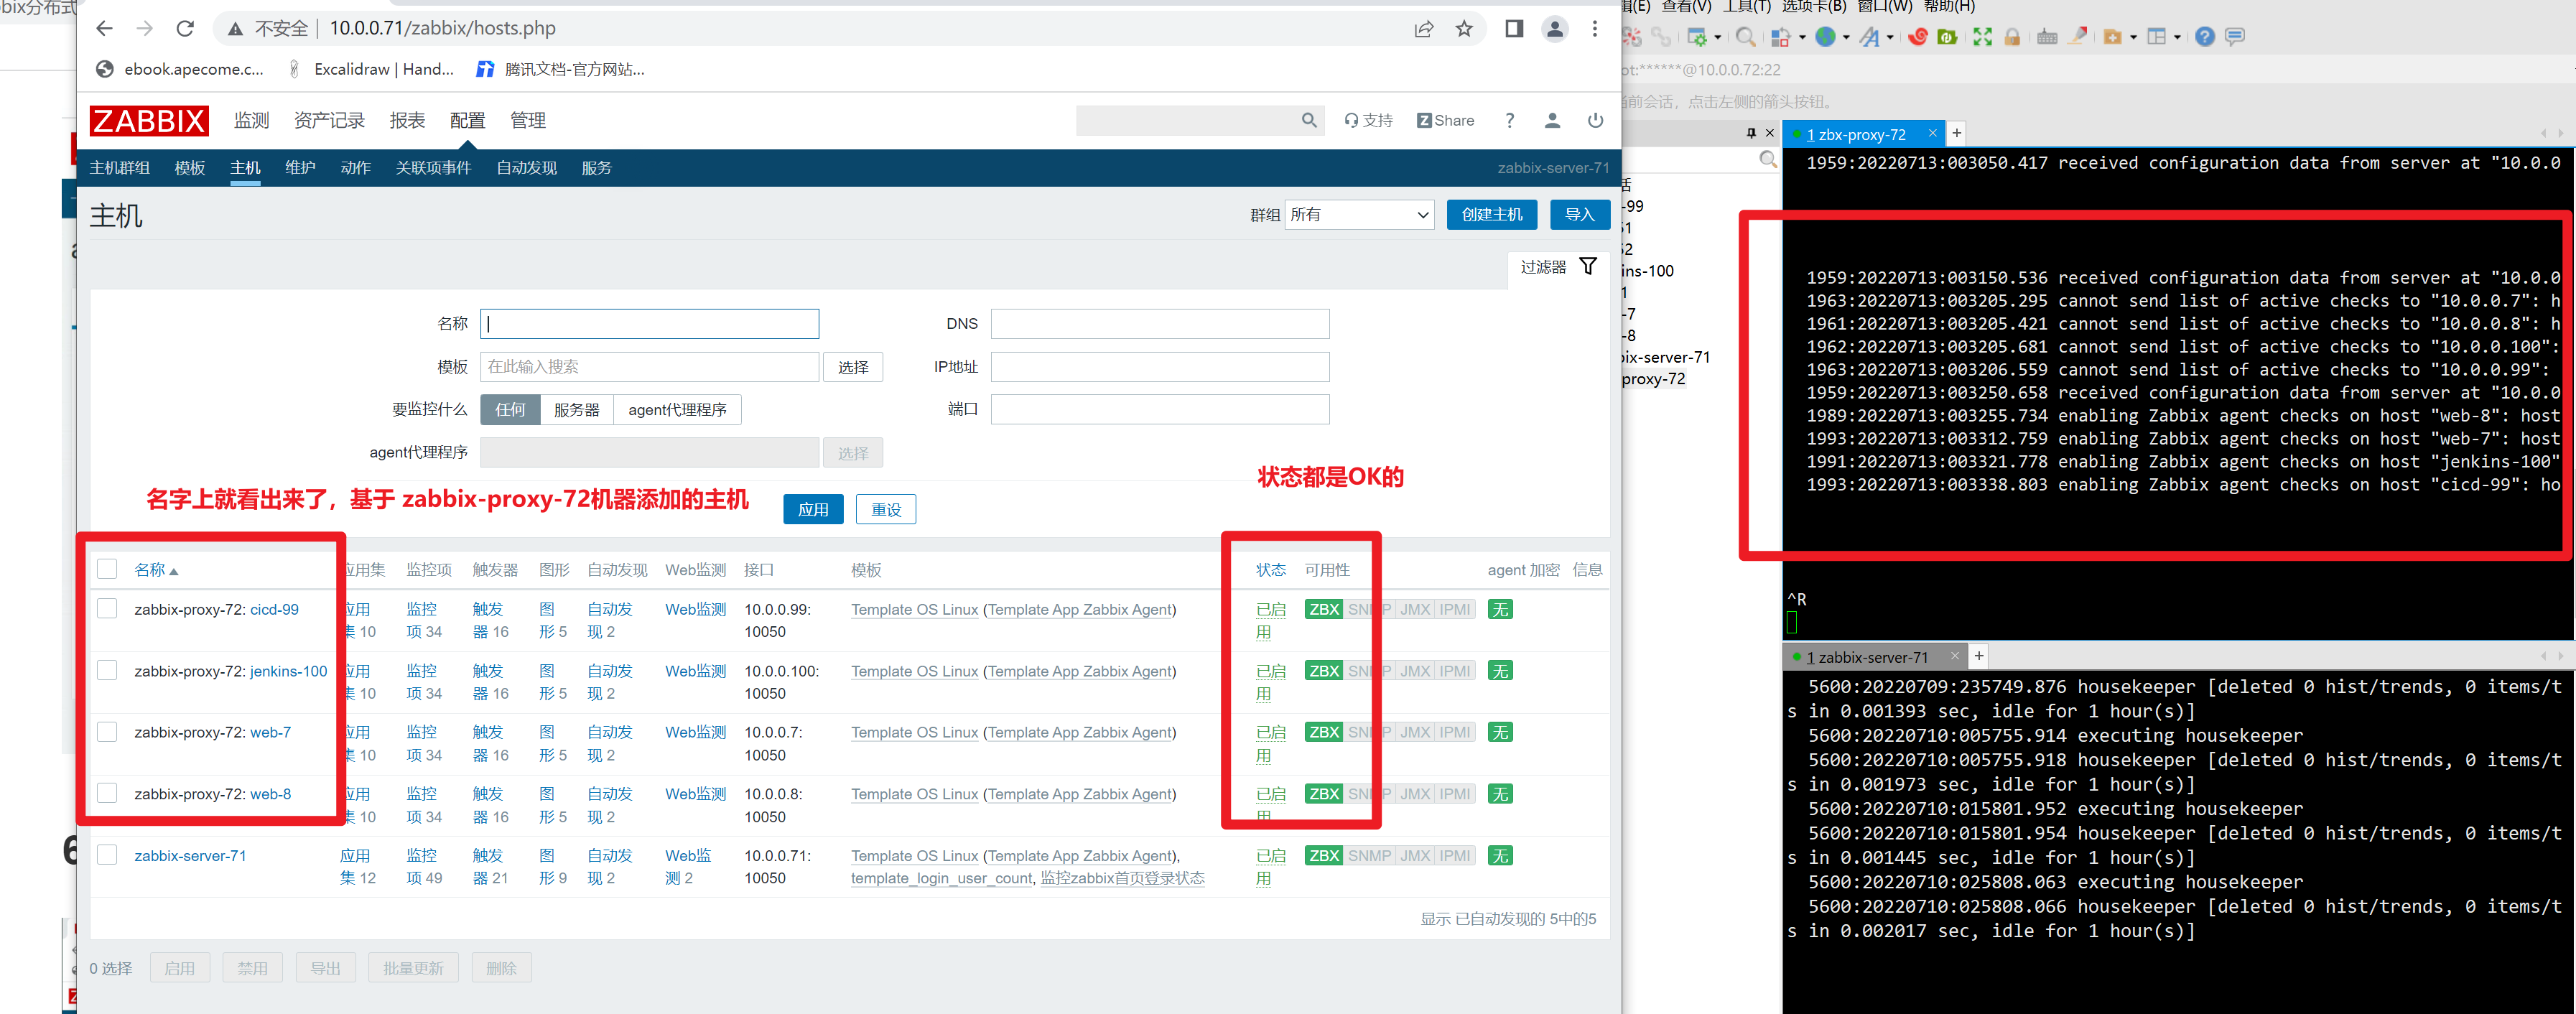 bix分布式
不安全 10.0.0.71/zabbix/hosts.php
ebook.apecome.c... Excalidraw | Hand... 腾讯文档-官方网站...
ZABBIX 监测 资产记录 报表 配置 管理 支持 Share ?
主机群组 模板 主机 维护 动作 关联项事件 自动发现 服务 zabbix-server-71
主机 群组 所有 创建主机 导入
过滤器
名称 DNS
模板 在此输入搜索 选择 IP地址
要监控什么 任何 服务器 agent代理程序 端口
agent代理程序 选择
状态都是OK的
名字上就看出来了，基于 zabbix-proxy-72机器添加的主机
应用 重设
名称 应用集 监控项 触发器 图形 自动发现 Web监测 接口 模板 状态 可用性 agent 加密 信息
zabbix-proxy-72: cicd-99 应用 监控 触发 图 自动发 Web监测 10.0.0.99: Template OS Linux (Template App Zabbix Agent) 已启 ZBX SNMP JMX IPMI 无
集 10 项 34 器 16 形 5 现 2 10050 用
zabbix-proxy-72: jenkins-100 应用 监控 触发 图 自动发 Web监测 10.0.0.100: Template OS Linux (Template App Zabbix Agent) 已启 ZBX SNMP JMX IPMI 无
集 10 项 34 器 16 形 5 现 2 10050 用
zabbix-proxy-72: web-7 应用 监控 触发 图 自动发 Web监测 10.0.0.7: Template OS Linux (Template App Zabbix Agent) 已启 ZBX SNMP JMX IPMI 无
集 10 项 34 器 16 形 5 现 2 10050 用
zabbix-proxy-72: web-8 应用 监控 触发 图 自动发 Web监测 10.0.0.8: Template OS Linux (Template App Zabbix Agent) 已启 ZBX SNMP JMX IPMI 无
集 10 项 34 器 16 形 5 现 2 10050 用
zabbix-server-71 应用 监控 触发 图 自动发 Web监 10.0.0.71: Template OS Linux (Template App Zabbix Agent), 已启 ZBX SNMP JMX IPMI 无
集 12 项 49 器 21 形 9 现 2 测 2 10050 template_login_user_count, 监控zabbix首页登录状态 用
显示 已自动发现的 5中的5
0 选择 启用 禁用 导出 批量更新 删除
辑(E) 查看(V) 工具(T) 选项卡(B) 窗口(W) 帮助(H)
ot:******@10.0.0.72:22
当前会话，点击左侧的箭头按钮。
话
-99
51
52
ins-100
1
-7
-8
bix-server-71
proxy-72
1 zbx-proxy-72
1959:20220713:003050.417 received configuration data from server at "10.0.0
1959:20220713:003150.536 received configuration data from server at "10.0.0
1963:20220713:003205.295 cannot send list of active checks to "10.0.0.7": h
1961:20220713:003205.421 cannot send list of active checks to "10.0.0.8": h
1962:20220713:003205.681 cannot send list of active checks to "10.0.0.100":
1963:20220713:003206.559 cannot send list of active checks to "10.0.0.99":
1959:20220713:003250.658 received configuration data from server at "10.0.0
1989:20220713:003255.734 enabling Zabbix agent checks on host "web-8": host
1993:20220713:003312.759 enabling Zabbix agent checks on host "web-7": host
1991:20220713:003321.778 enabling Zabbix agent checks on host "jenkins-100"
1993:20220713:003338.803 enabling Zabbix agent checks on host "cicd-99": ho
^R
1 zabbix-server-71
5600:20220709:235749.876 housekeeper [deleted 0 hist/trends, 0 items/t
s in 0.001393 sec, idle for 1 hour(s)]
5600:20220710:005755.914 executing housekeeper
5600:20220710:005755.918 housekeeper [deleted 0 hist/trends, 0 items/t
s in 0.001973 sec, idle for 1 hour(s)]
5600:20220710:015801.952 executing housekeeper
5600:20220710:015801.954 housekeeper [deleted 0 hist/trends, 0 items/t
s in 0.001445 sec, idle for 1 hour(s)]
5600:20220710:025808.063 executing housekeeper
5600:20220710:025808.066 housekeeper [deleted 0 hist/trends, 0 items/t
s in 0.002017 sec, idle for 1 hour(s)]